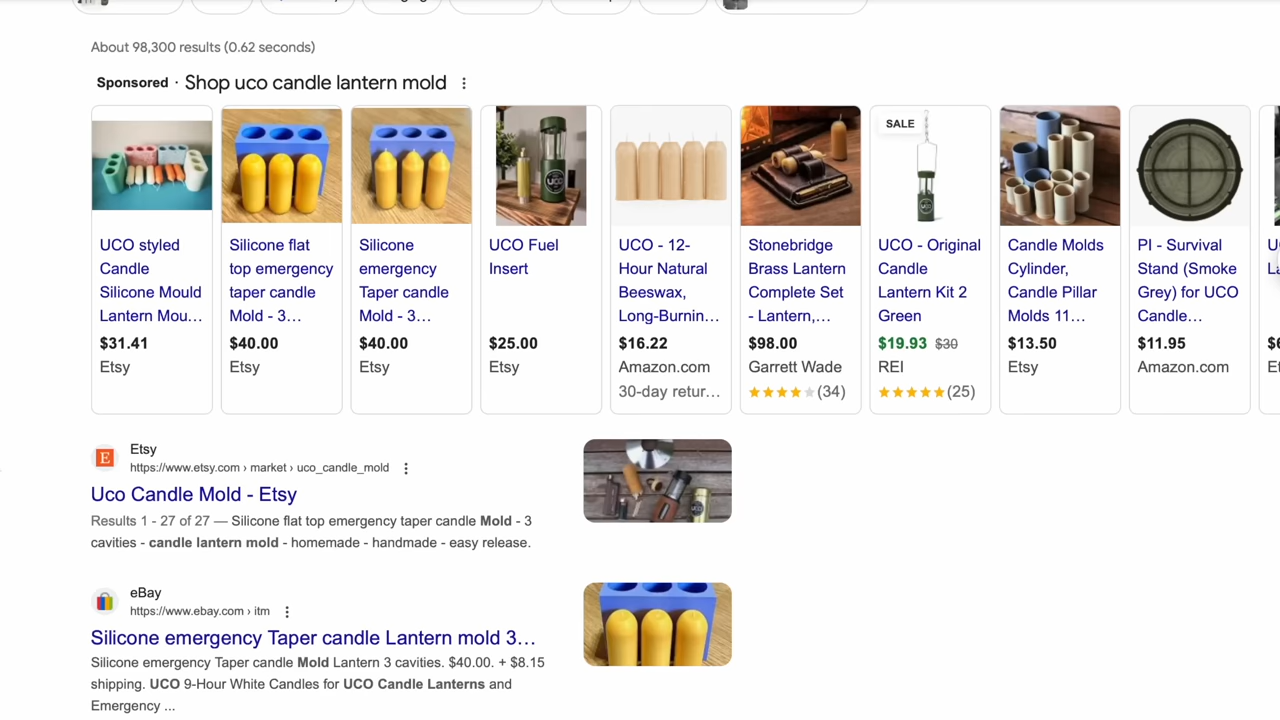 About 98,300 results (0.62 seconds)
Sponsored · Shop uco candle lantern mold
UCO styled
Candle
Silicone Mould
Lantern Mou...
$31.41
Etsy
Silicone flat
top emergency
taper candle
Mold - 3...
$40.00
Etsy
Silicone
emergency
Taper candle
Mold - 3...
$40.00
Etsy
UCO Fuel
Insert
$25.00
Etsy
UCO - 12-
Hour Natural
Beeswax,
Long-Burnin...
$16.22
Amazon.com
30-day retur...
Stonebridge
Brass Lantern
Complete Set
- Lantern,...
$98.00
Garrett Wade
(34)
SALE
UCO - Original
Candle
Lantern Kit 2
Green
$19.93 $30
REI
(25)
Candle Molds
Cylinder,
Candle Pillar
Molds 11...
$13.50
Etsy
PI - Survival
Stand (Smoke
Grey) for UCO
Candle...
$11.95
Amazon.com
Etsy
https://www.etsy.com › market › uco_candle_mold
Uco Candle Mold - Etsy
Results 1 - 27 of 27 — Silicone flat top emergency taper candle Mold - 3
cavities - candle lantern mold - homemade - handmade - easy release.
eBay
https://www.ebay.com › itm
Silicone emergency Taper candle Lantern mold 3...
Silicone emergency Taper candle Mold Lantern 3 cavities. $40.00. + $8.15
shipping. UCO 9-Hour White Candles for UCO Candle Lanterns and
Emergency ...